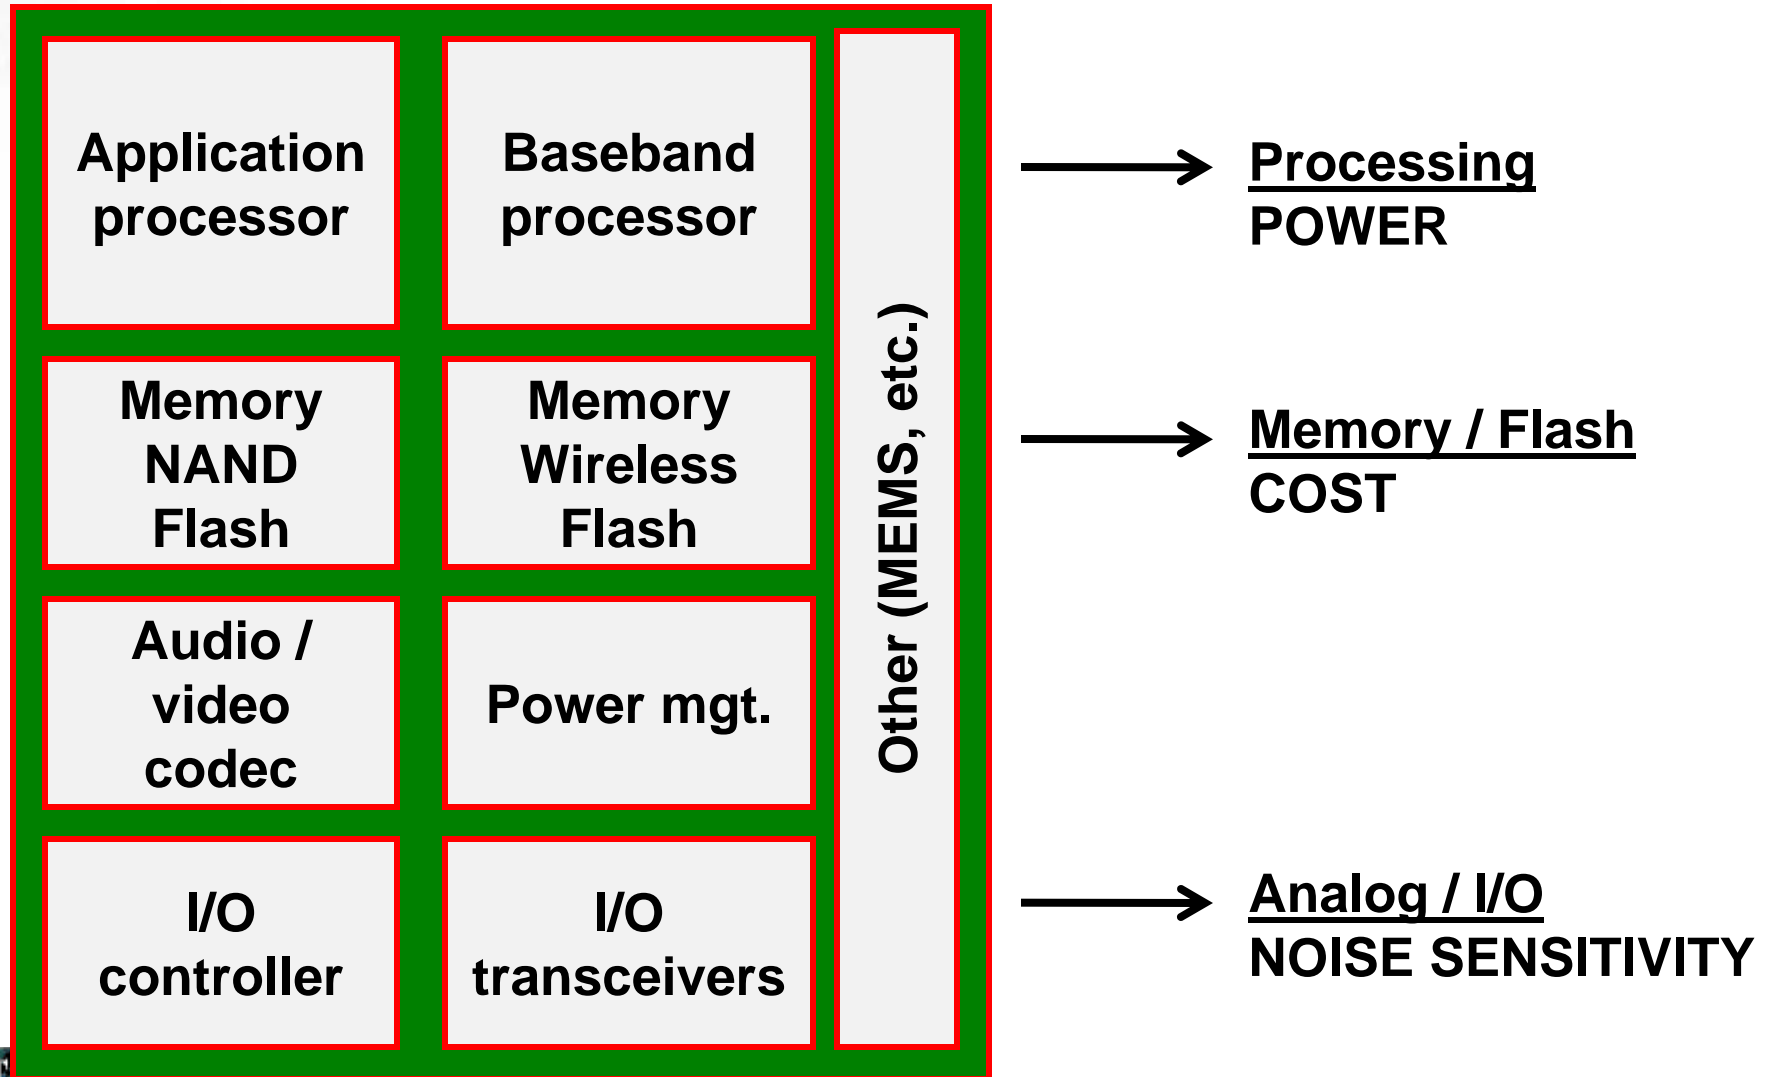 Application
processor
Baseband
processor
Processing
POWER
Memory
NAND
Flash
Memory
Wireless
Flash
Other (MEMS, etc.)
Memory / Flash
COST
Audio /
video
codec
Power mgt.
I/O
controller
I/O
transceivers
Analog / I/O
NOISE SENSITIVITY